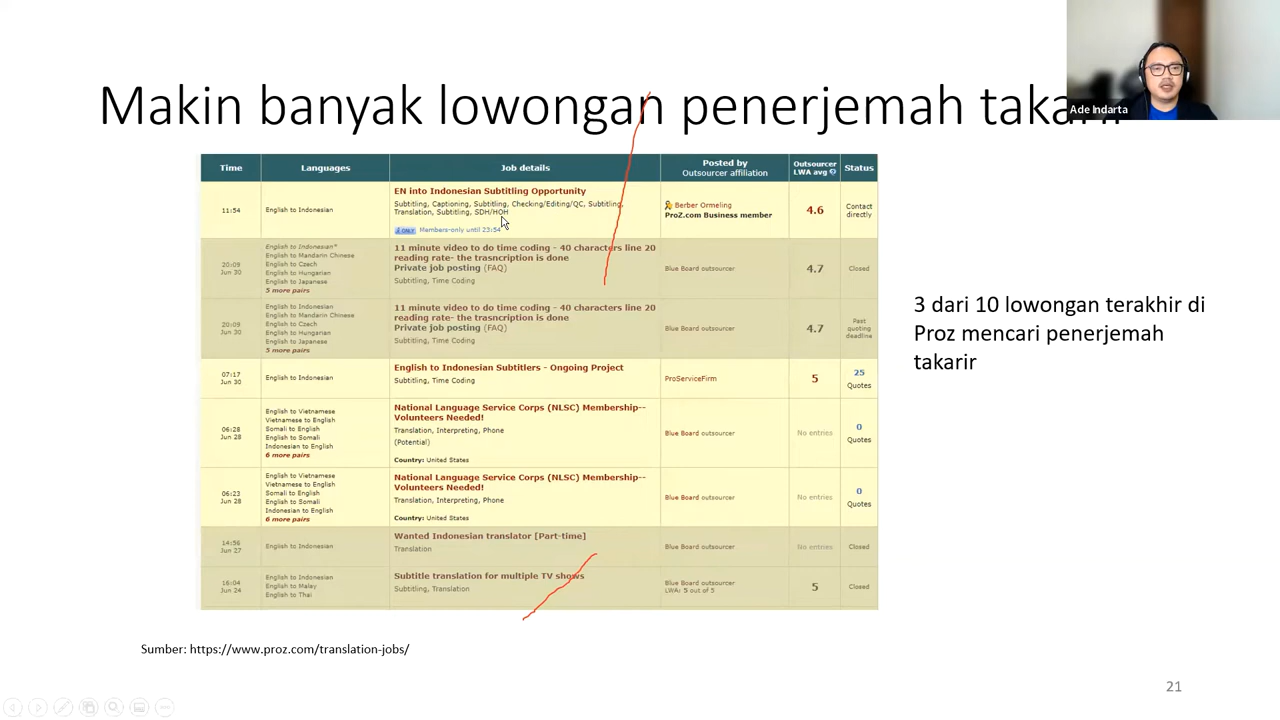 Ade Indarta
Makin banyak lowongan penerjemah takarir
Time Languages Job details Posted by Outsourcer affiliation Outsourcer LWA avg Status
11:54
English to Indonesian
EN into Indonesian Subtitling Opportunity
Subtitling, Captioning, Subtitling, Checking/Editing/QC, Subtitling,
Translation, Subtitling, SDH/HOH
ONLY Members-only until 23:54
Berber Ormeling
ProZ.com Business member
4.6
Contact
directly
20:09
Jun 30
English to Indonesian*
English to Mandarin Chinese
English to Czech
English to Hungarian
English to Japanese
5 more pairs
11 minute video to do time coding - 40 characters line 20
reading rate- the trasncription is done
Private job posting (FAQ)
Subtitling, Time Coding
Blue Board outsourcer
4.7
Closed
20:09
Jun 30
English to Indonesian
English to Mandarin Chinese
English to Czech
English to Hungarian
English to Japanese
5 more pairs
11 minute video to do time coding - 40 characters line 20
reading rate- the trasncription is done
Private job posting (FAQ)
Subtitling, Time Coding
Blue Board outsourcer
4.7
Past
quoting
deadline
07:17
Jun 30
English to Indonesian
English to Indonesian Subtitlers - Ongoing Project
Subtitling, Time Coding
ProServiceFirm
5
25
Quotes
06:28
Jun 28
English to Vietnamese
Vietnamese to English
Somali to English
English to Somali
Indonesian to English
6 more pairs
National Language Service Corps (NLSC) Membership--
Volunteers Needed!
Translation, Interpreting, Phone
(Potential)
Country: United States
Blue Board outsourcer
No entries
0
Quotes
06:23
Jun 28
English to Vietnamese
Vietnamese to English
Somali to English
English to Somali
Indonesian to English
6 more pairs
National Language Service Corps (NLSC) Membership--
Volunteers Needed!
Translation, Interpreting, Phone
Country: United States
Blue Board outsourcer
No entries
0
Quotes
14:56
Jun 27
English to Indonesian
Wanted Indonesian translator [Part-time]
Translation
Blue Board outsourcer
No entries
Closed
16:04
Jun 24
English to Indonesian
English to Malay
English to Thai
Subtitle translation for multiple TV shows
Subtitling, Translation
Blue Board outsourcer
LWA: 5 out of 5
5
Closed
3 dari 10 lowongan terakhir di
Proz mencari penerjemah
takarir
Sumber: https://www.proz.com/translation-jobs/
21